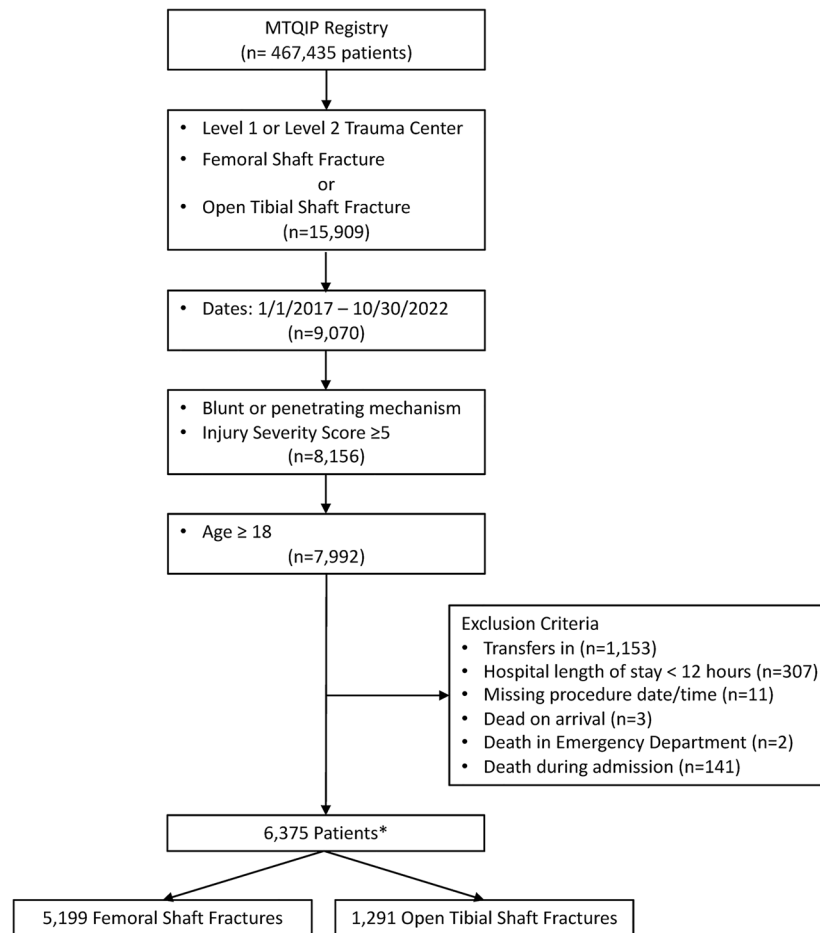 MTQIP Registry
(n= 467,435 patients)
• Level 1 or Level 2 Trauma Center
• Femoral Shaft Fracture
or
• Open Tibial Shaft Fracture
(n=15,909)
• Dates: 1/1/2017 – 10/30/2022
(n=9,070)
• Blunt or penetrating mechanism
• Injury Severity Score ≥5
(n=8,156)
• Age ≥ 18
(n=7,992)
Exclusion Criteria
• Transfers in (n=1,153)
• Hospital length of stay < 12 hours (n=307)
• Missing procedure date/time (n=11)
• Dead on arrival (n=3)
• Death in Emergency Department (n=2)
• Death during admission (n=141)
6,375 Patients*
5,199 Femoral Shaft Fractures
1,291 Open Tibial Shaft Fractures